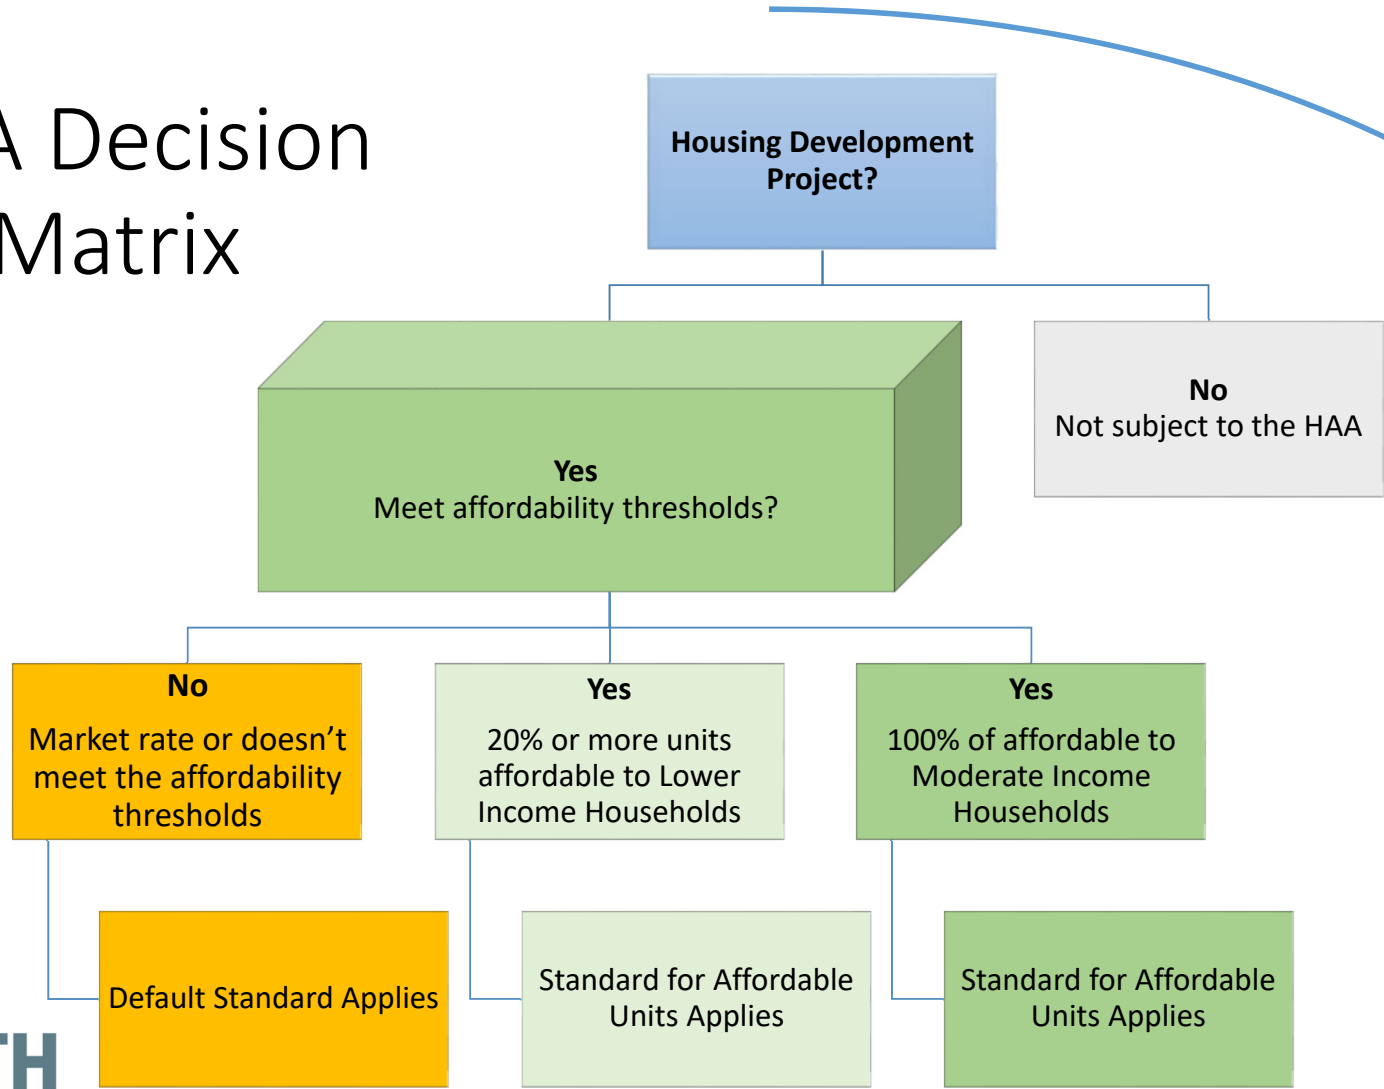 A Decision
Matrix
Housing Development
Project?
No
Not subject to the HAA
Yes
Meet affordability thresholds?
No
Market rate or doesn’t
meet the affordability
thresholds
Yes
20% or more units
affordable to Lower
Income Households
Yes
100% of affordable to
Moderate Income
Households
Default Standard Applies
Standard for Affordable
Units Applies
Standard for Affordable
Units Applies
TH